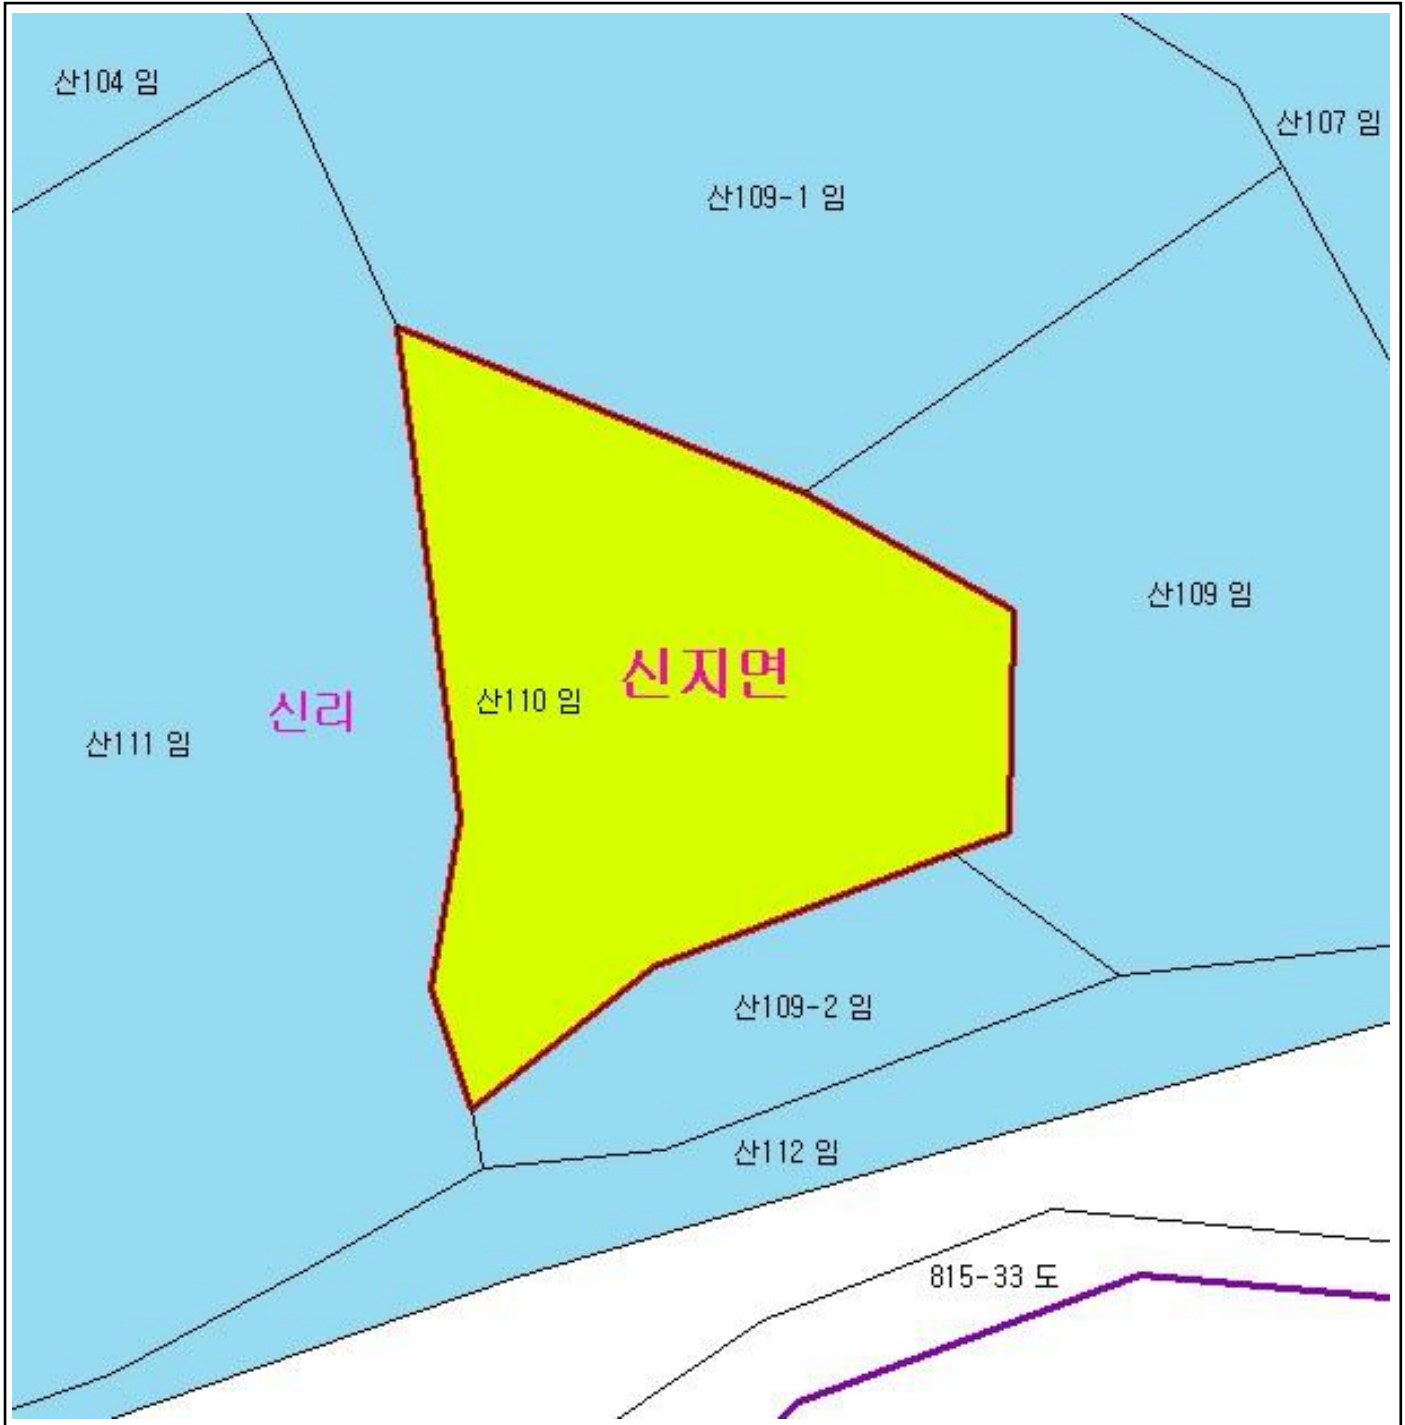 산104 임
산107 임
산109-1 임
산109 임
신지면
산110 임
신리
산111 임
산109-2 임
산112 임
815-33 도